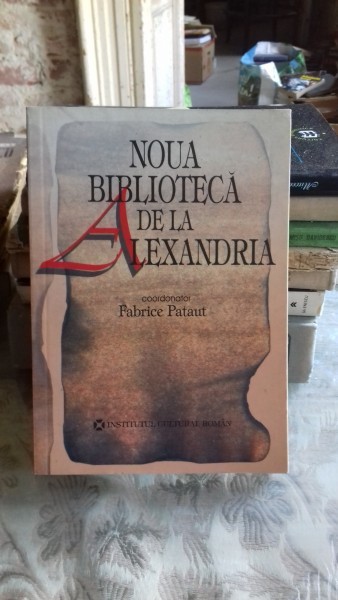 NOUA
BIBLIOTECĂ
DE LA
ALEXANDRIA
coordonator
Fabrice Pataut
INSTITUTUL CULTURAL ROMÂN